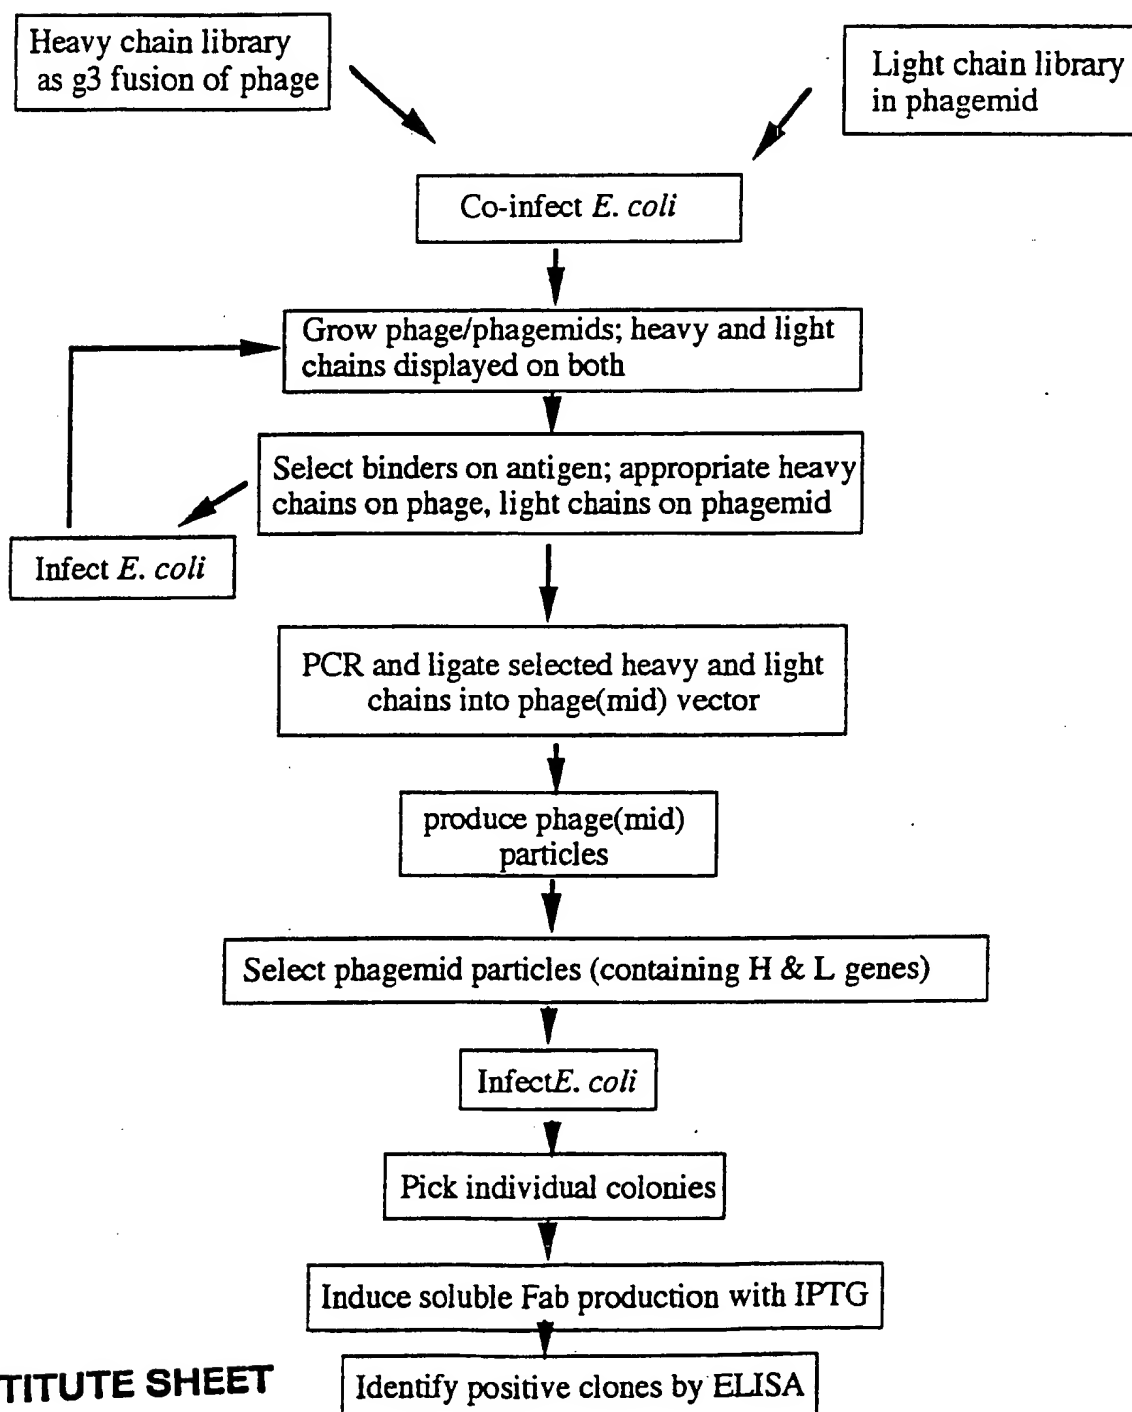 Heavy chain library
as g3 fusion of phage
Light chain library
in phagemid
Co-infect E. coli
Grow phage/phagemids; heavy and light
chains displayed on both
Select binders on antigen; appropriate heavy
chains on phage, light chains on phagemid
Infect E. coli
PCR and ligate selected heavy and light
chains into phage(mid) vector
produce phage(mid)
particles
Select phagemid particles (containing H & L genes)
InfectE. coli
Pick individual colonies
Induce soluble Fab production with IPTG
Identify positive clones by ELISA
TITUTE SHEET